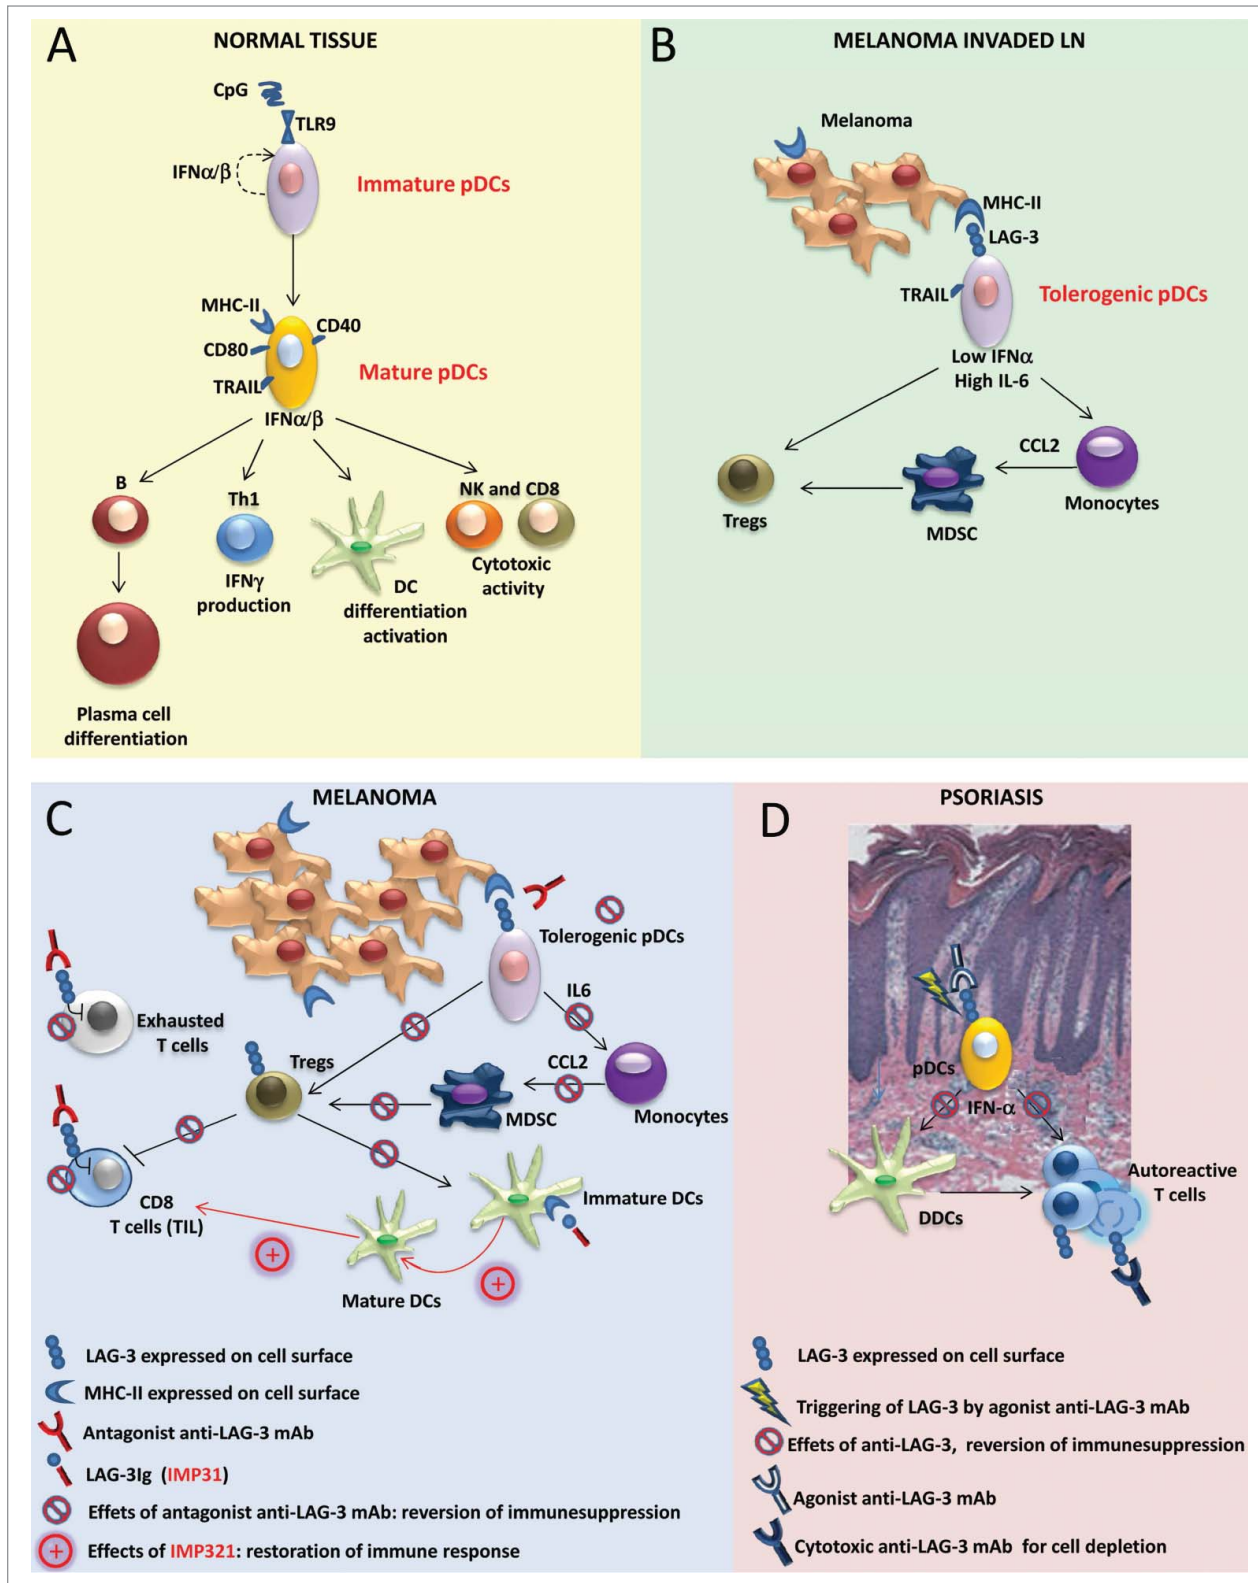 A
NORMAL TISSUE
CpG
TLR9
IFNα/β
Immature pDCs
MHC-II
CD40
CD80
Mature pDCs
TRAIL
IFNα/β
B
Th1
NK and CD8
IFNγ
production
DC
differentiation
activation
Cytotoxic
activity
Plasma cell
differentiation
B
MELANOMA INVADED LN
Melanoma
MHC-II
LAG-3
TRAIL
Tolerogenic pDCs
Low IFNα
High IL-6
CCL2
Tregs
MDSC
Monocytes
C
MELANOMA
Tolerogenic pDCs
IL6
Exhausted
T cells
Tregs
CCL2
MDSC
Monocytes
CD8
T cells (TIL)
Immature DCs
Mature DCs
LAG-3 expressed on cell surface
MHC-II expressed on cell surface
Antagonist anti-LAG-3 mAb
LAG-3Ig (IMP31)
Effets of antagonist anti-LAG-3 mAb: reversion of immunesuppression
Effects of IMP321: restoration of immune response
D
PSORIASIS
pDCs
IFN-α
DDCs
Autoreactive
T cells
LAG-3 expressed on cell surface
Triggering of LAG-3 by agonist anti-LAG-3 mAb
Effets of anti-LAG-3, reversion of immunesuppression
Agonist anti-LAG-3 mAb
Cytotoxic anti-LAG-3 mAb for cell depletion